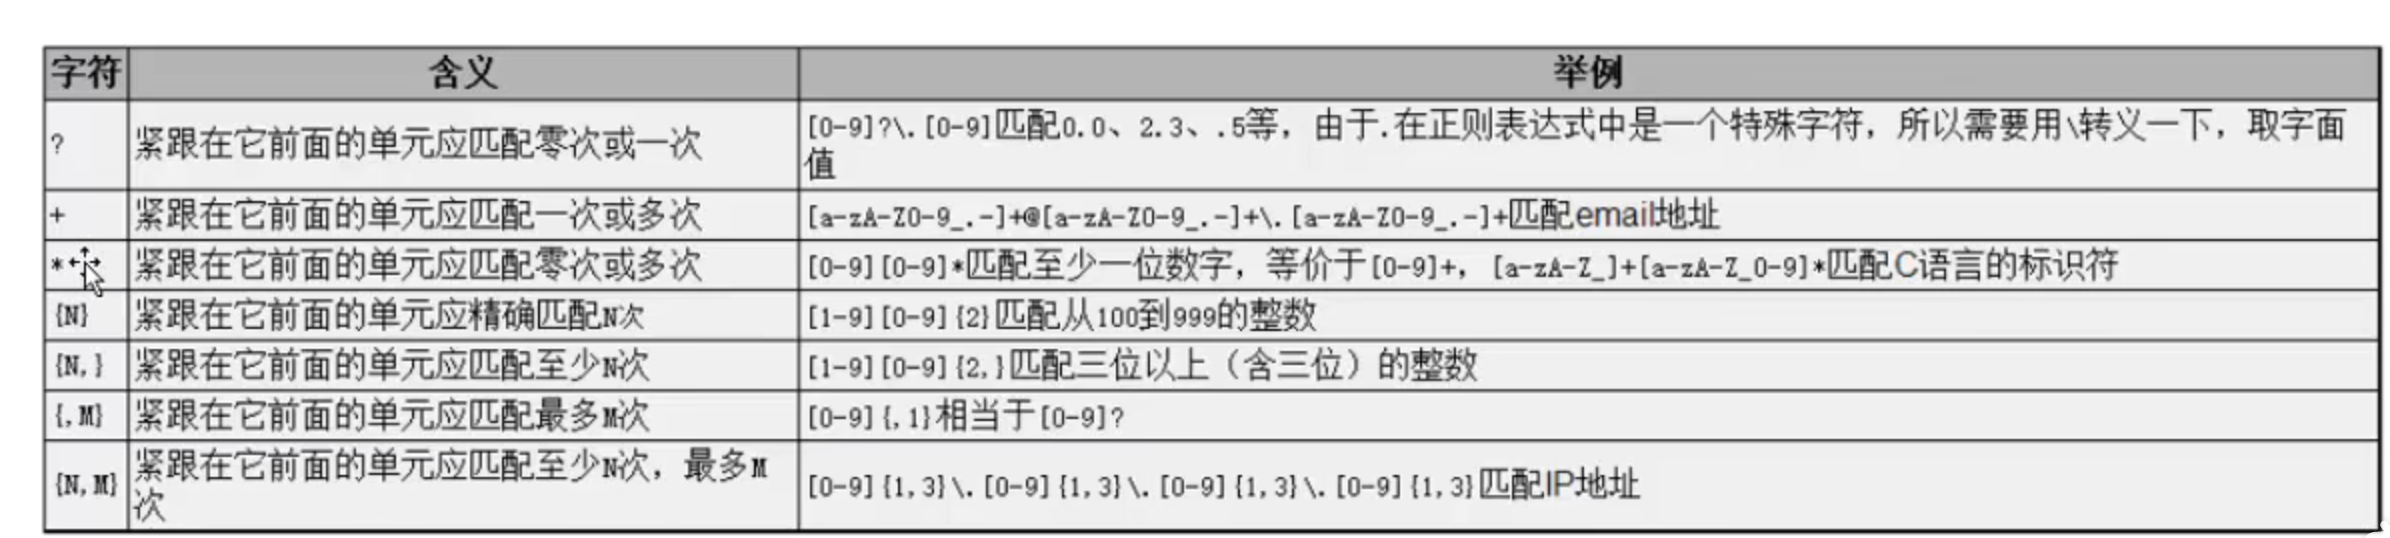 字符 含义 举例
? 紧跟在它前面的单元应匹配零次或一次 [0-9]?\.[0-9]匹配0.0、2.3、.5等，由于.在正则表达式中是一个特殊字符，所以需要用\转义一下，取字面
值
+ 紧跟在它前面的单元应匹配一次或多次 [a-zA-Z0-9_.-]+@[a-zA-Z0-9_.-]+\.[a-zA-Z0-9_.-]+匹配email地址
* 紧跟在它前面的单元应匹配零次或多次 [0-9][0-9]*匹配至少一位数字，等价于[0-9]+，[a-zA-Z_]+[a-zA-Z_0-9]*匹配C语言的标识符
{N} 紧跟在它前面的单元应精确匹配N次 [1-9][0-9]{2}匹配从100到999的整数
{N,} 紧跟在它前面的单元应匹配至少N次 [1-9][0-9]{2,}匹配三位以上（含三位）的整数
{,M} 紧跟在它前面的单元应匹配最多M次 [0-9]{,1}相当于[0-9]?
{N,M} 紧跟在它前面的单元应匹配至少N次，最多M
次 [0-9]{1,3}\.[0-9]{1,3}\.[0-9]{1,3}\.[0-9]{1,3}匹配IP地址